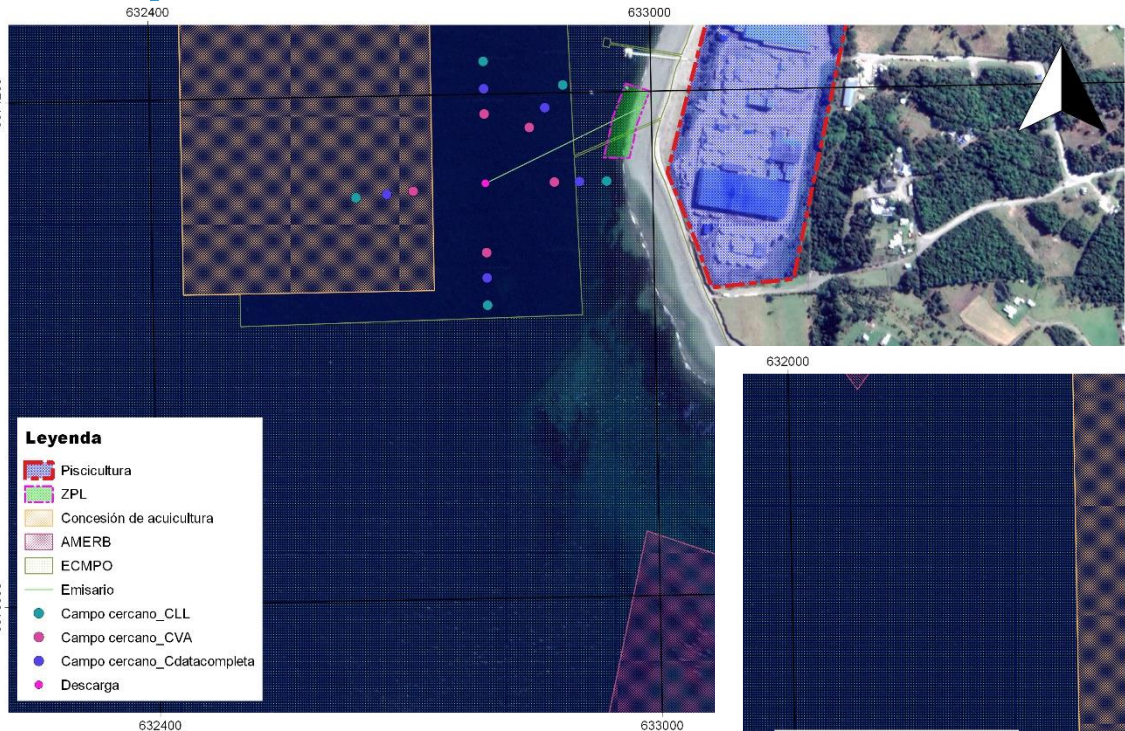 632400
633000
Leyenda
Piscicultura
ZPL
Concesión de acuicultura
AMERB
ECMPO
Emisario
Campo cercano_CLL
Campo cercano_CVA
Campo cercano_Cdatacompleta
Descarga
632000
632400
633000